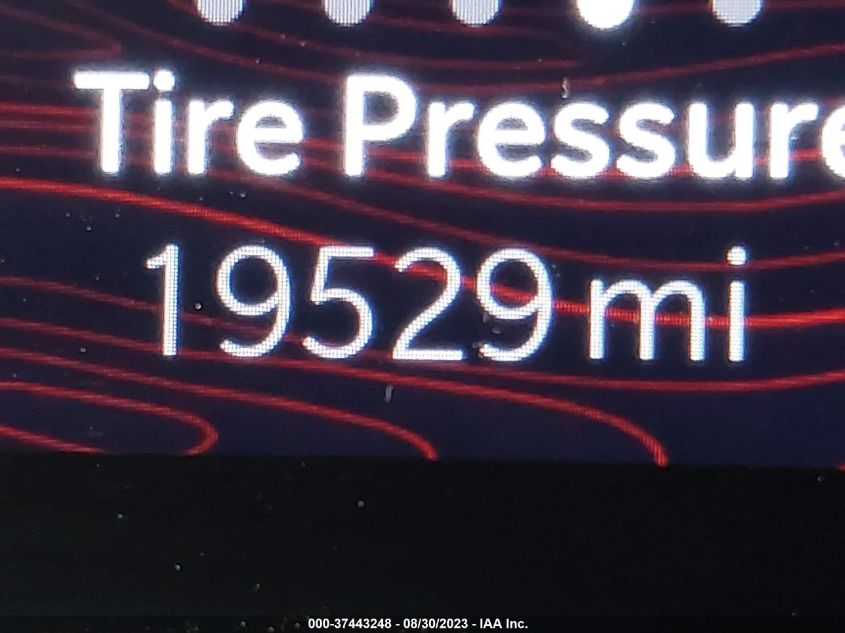 Tire Pressure
19529 mi
000-37443248 - 08/30/2023 - IAA Inc.